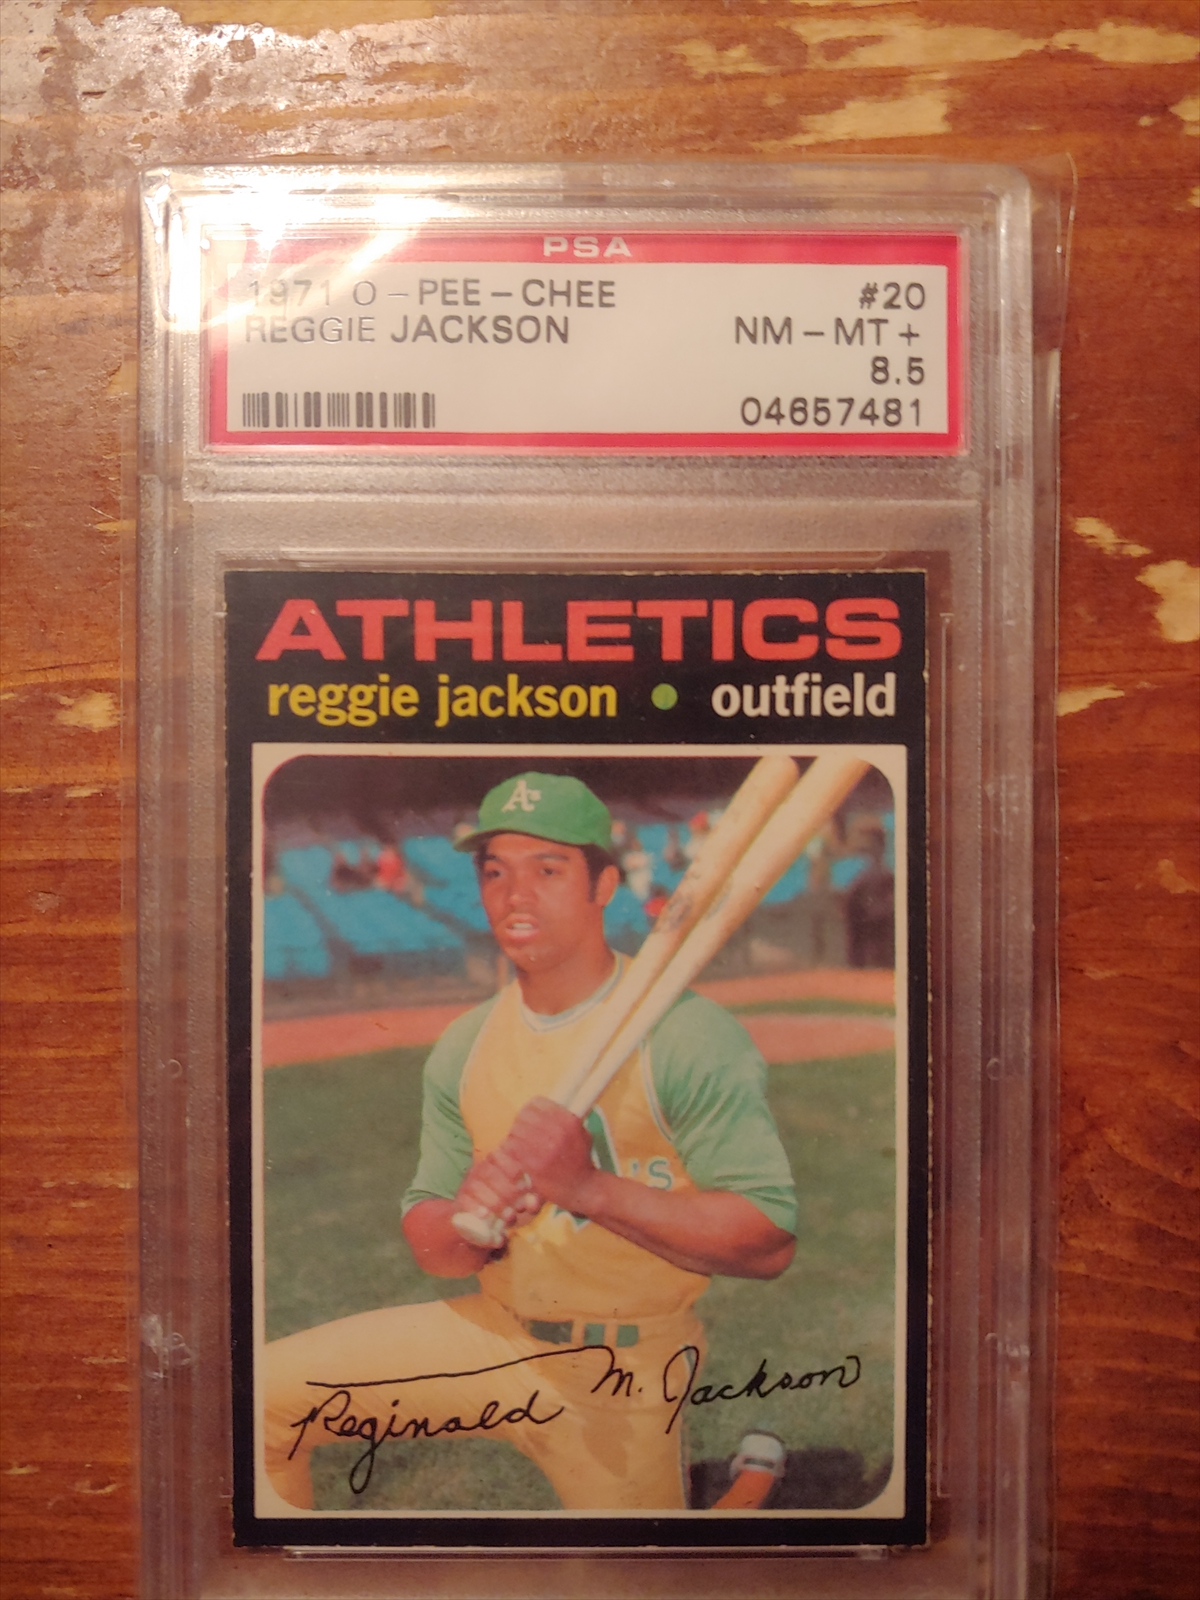 PSA
1971 O-PEE-CHEE #20
REGGIE JACKSON NM-MT+
8.5
04657481
ATHLETICS
reggie jackson • outfield
A's
'S
Reginald M. Jackson